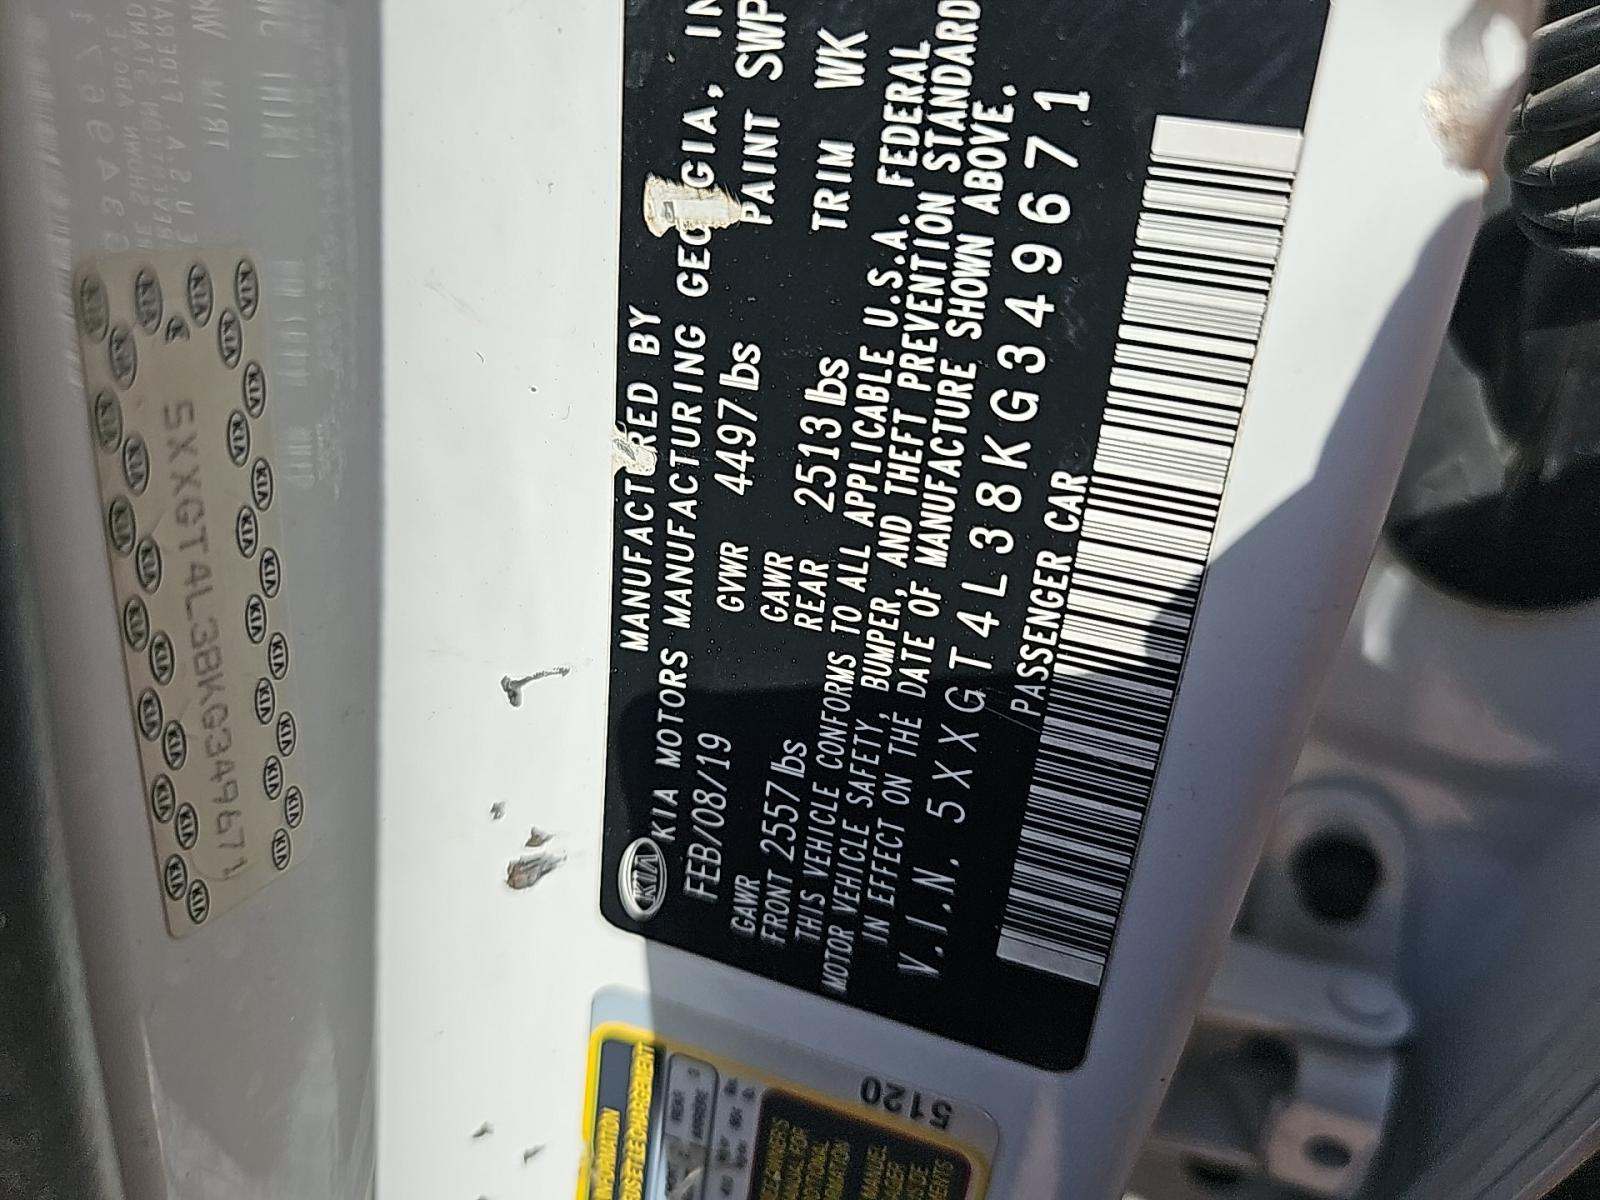 KIA
MANUFACTURED BY
KIA MOTORS MANUFACTURING GEORGIA, IN
FEB/08/19 GVWR 4497 lbs PAINT SWP
GAWR FRONT 2557 lbs GAWR REAR 2513 lbs TRIM WK
THIS VEHICLE CONFORMS TO ALL APPLICABLE U.S.A. FEDERAL
MOTOR VEHICLE SAFETY, BUMPER, AND THEFT PREVENTION STANDARD
IN EFFECT ON THE DATE OF MANUFACTURE SHOWN ABOVE.
V.I.N. 5XXGT4L38KG349671
PASSENGER CAR
5XXGT4L38KG349671
KIA
5120